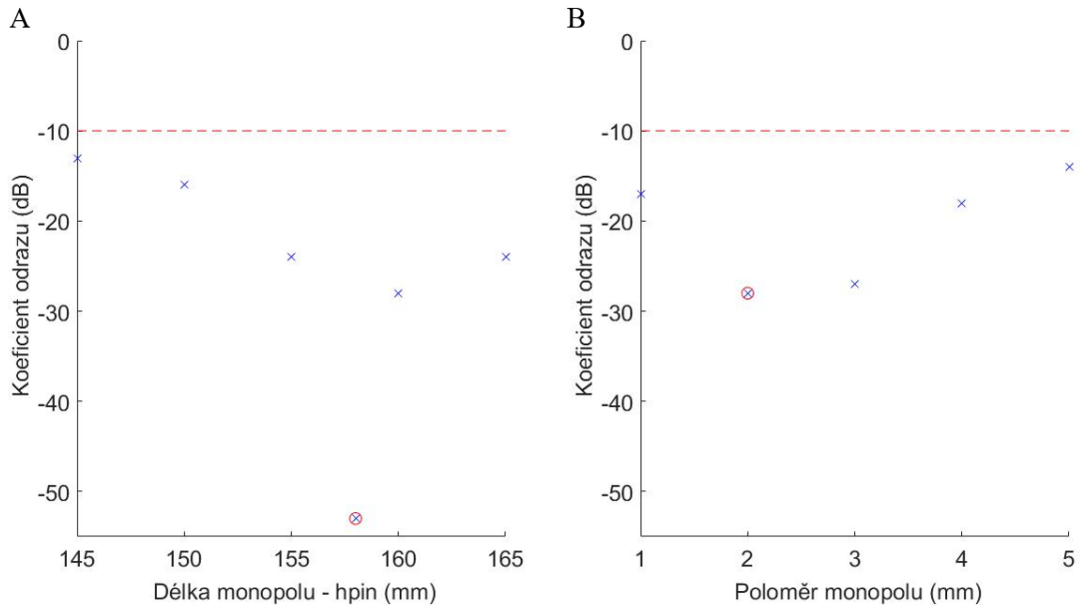 A
0
-10
-20
-30
-40
-50
Koeficient odrazu (dB)
145 150 155 160 165
Délka monopolu - hpin (mm)
B
0
-10
-20
-30
-40
-50
Koeficient odrazu (dB)
1 2 3 4 5
Poloměr monopolu (mm)